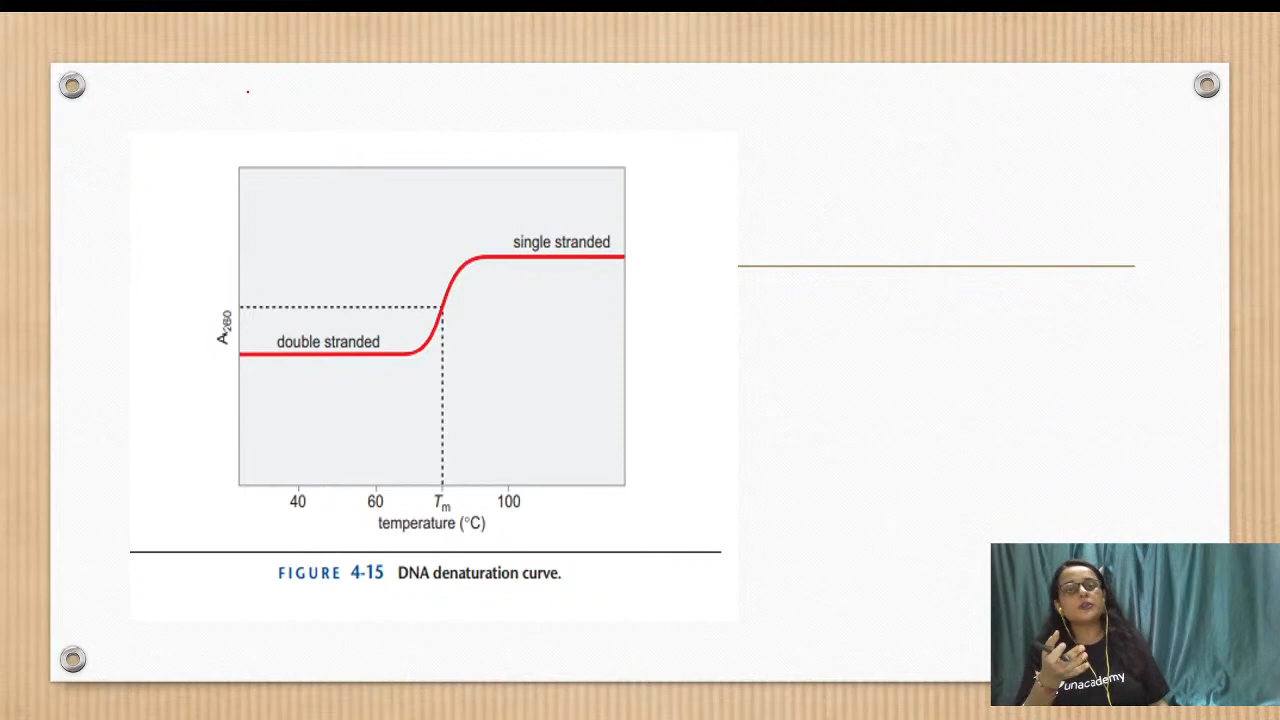 single stranded
A260
double stranded
40 60 Tm 100
temperature (°C)
FIGURE 4-15 DNA denaturation curve.
unacademy